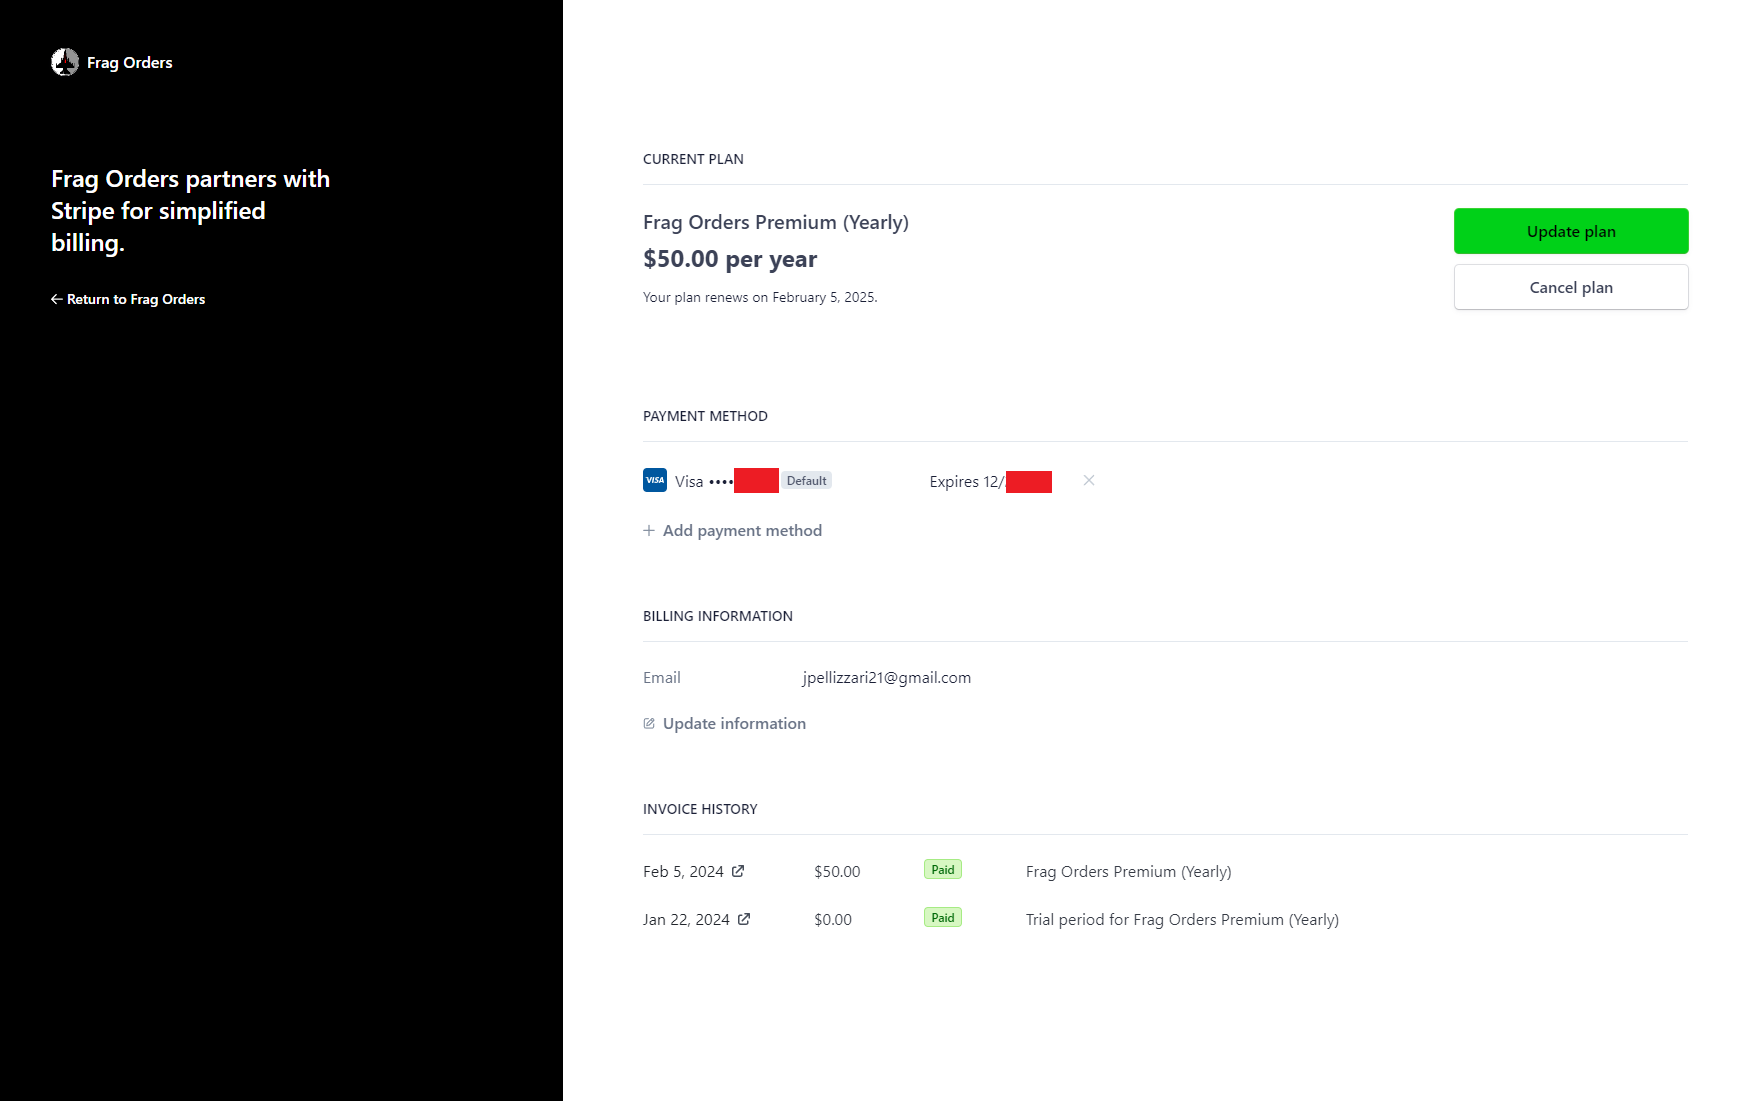 Frag Orders
Frag Orders partners with
Stripe for simplified
billing.
← Return to Frag Orders
CURRENT PLAN
Frag Orders Premium (Yearly)
$50.00 per year
Your plan renews on February 5, 2025.
Update plan
Cancel plan
PAYMENT METHOD
VISA Visa •••• Default Expires 12/ ×
+ Add payment method
BILLING INFORMATION
Email jpellizzari21@gmail.com
Update information
INVOICE HISTORY
Feb 5, 2024 $50.00 Paid Frag Orders Premium (Yearly)
Jan 22, 2024 $0.00 Paid Trial period for Frag Orders Premium (Yearly)